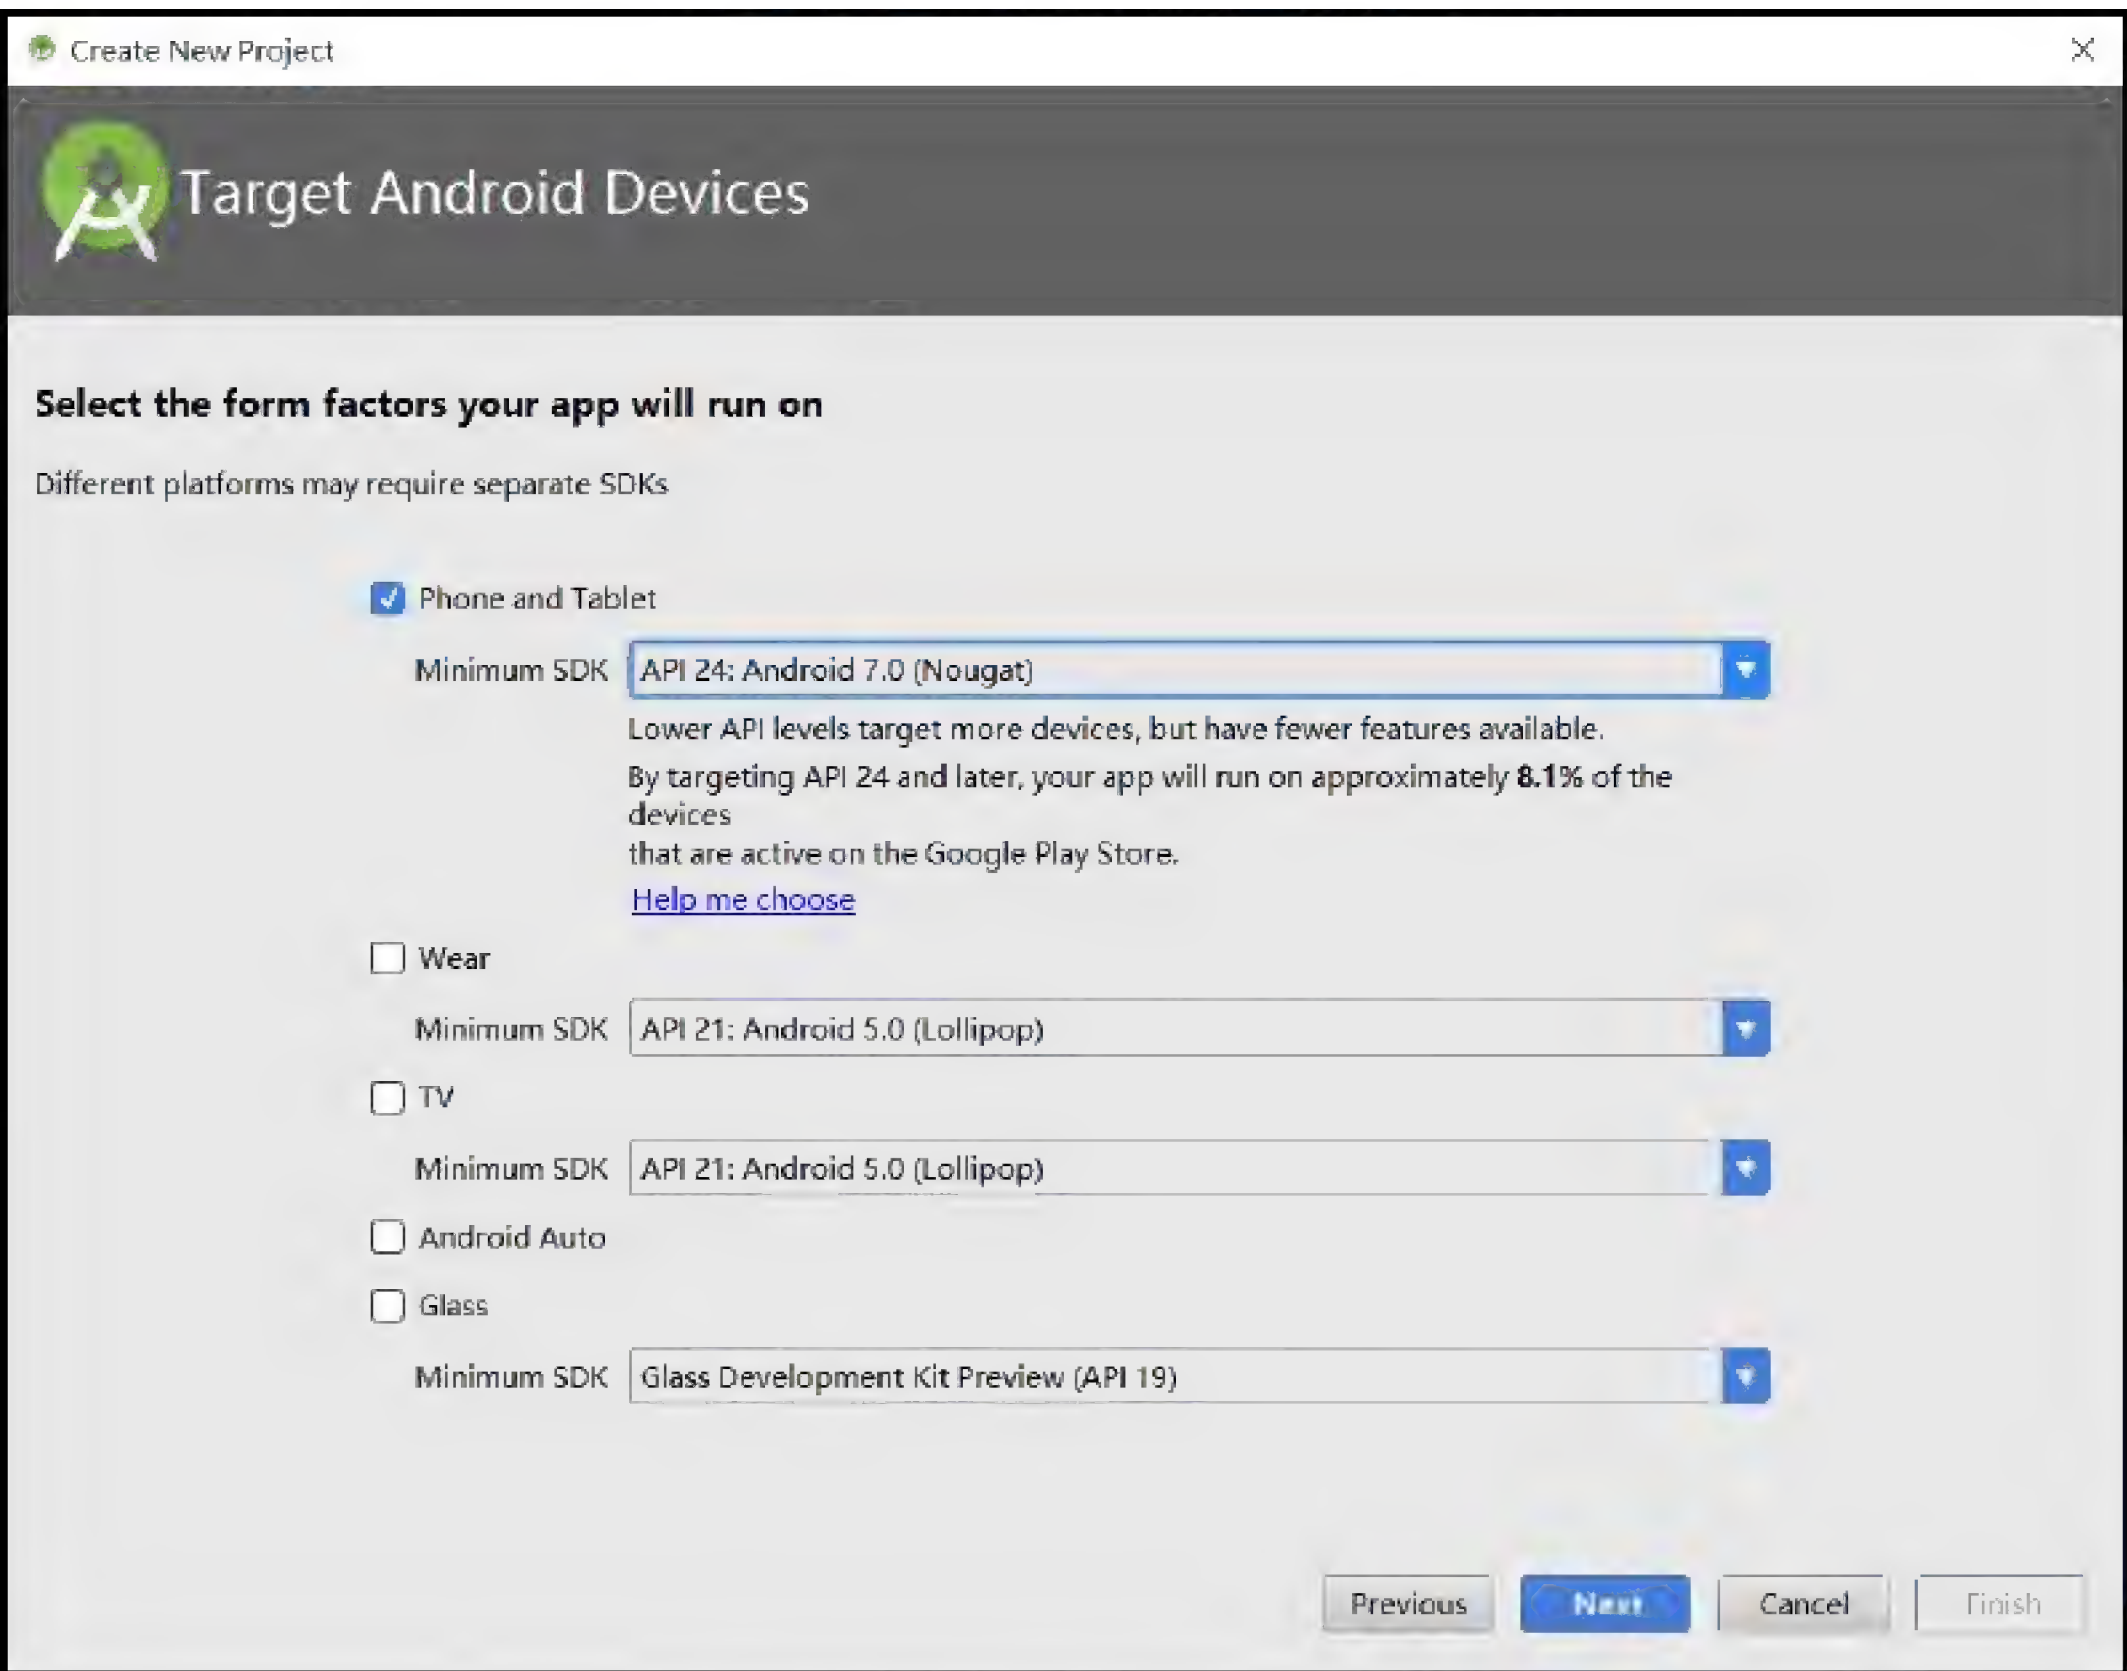 Create New Project
Target Android Devices
Select the form factors your app will run on
Different platforms may require separate SDKs
Phone and Tablet
Minimum SDK API 24: Android 7.0 (Nougat)
Lower API levels target more devices, but have fewer features available.
By targeting API 24 and later, your app will run on approximately 8.1% of the
devices
that are active on the Google Play Store.
Help me choose
Wear
Minimum SDK API 21: Android 5.0 (Lollipop)
TV
Minimum SDK API 21: Android 5.0 (Lollipop)
Android Auto
Glass
Minimum SDK Glass Development Kit Preview (API 19)
Previous Next Cancel Finish